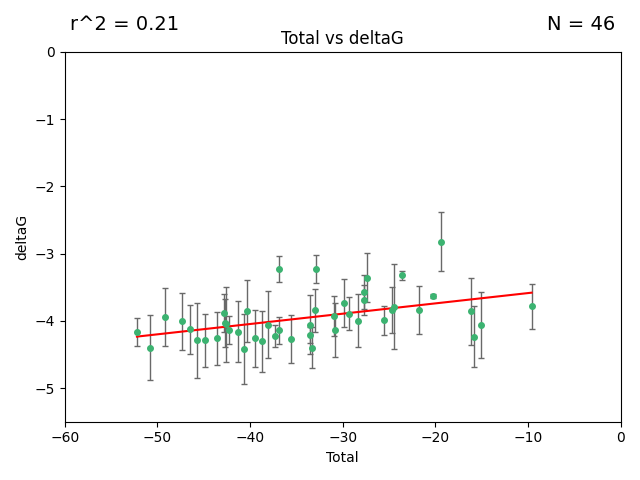 r^2 = 0.21
N = 46
Total vs deltaG
0
−1
−2
−3
−4
−5
deltaG
−60
−50
−40
−30
−20
−10
0
Total